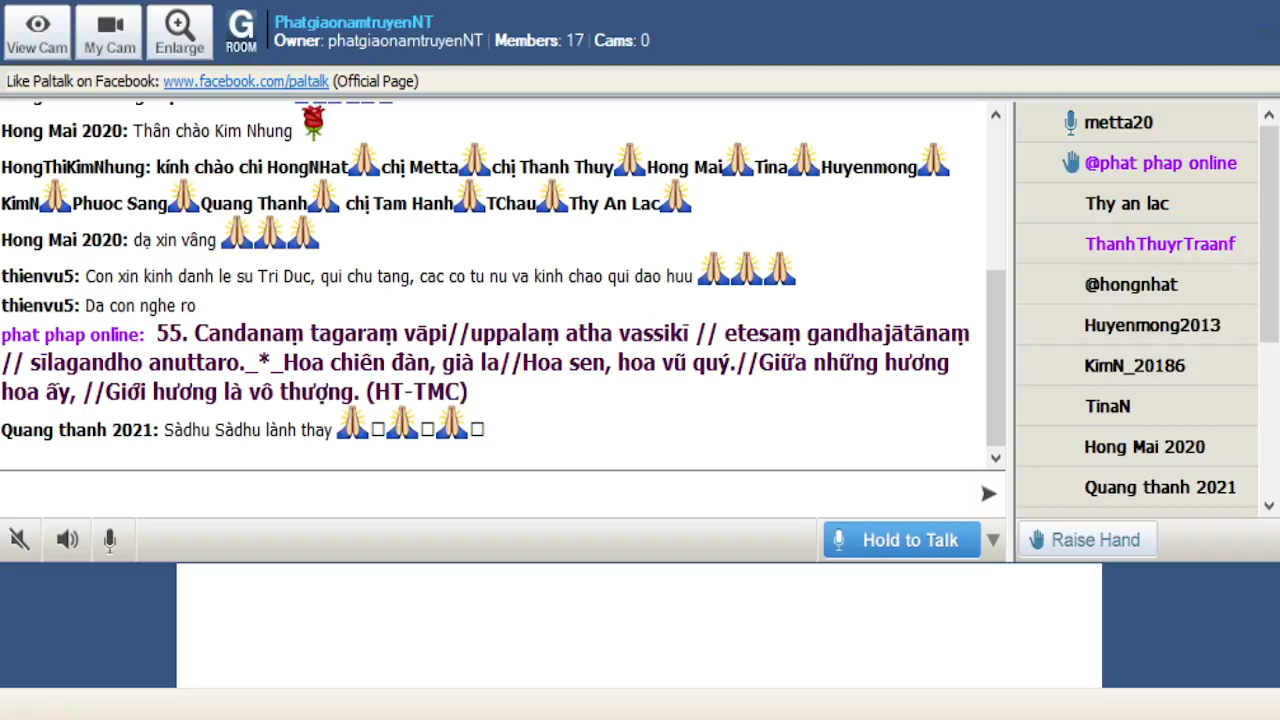 PhatgiaonamtruyenNT
Owner: phatgiaonamtruyenNT | Members: 17 | Cams: 0
View Cam
My Cam
Enlarge
G
ROOM
Like Paltalk on Facebook: www.facebook.com/paltalk (Official Page)
Hong Mai 2020: Thân chào Kim Nhung
HongThiKimNhung: kính chào chi HongNHat chị Metta chị Thanh Thuy Hong Mai Tina Huyenmong
KimN Phuoc Sang Quang Thanh chị Tam Hanh TChau Thy An Lac
Hong Mai 2020: dạ xin vâng
thienvu5: Con xin kinh danh le su Tri Duc, qui chu tang, cac co tu nu va kinh chao qui dao huu
thienvu5: Da con nghe ro
phat phap online: 55. Candanaṃ tagaraṃ vāpi//uppalaṃ atha vassikī // etesaṃ gandhajātānaṃ
// sīlagandho anuttaro._*_Hoa chiên đàn, già la//Hoa sen, hoa vũ quý.//Giữa những hương
hoa ấy, //Giới hương là vô thượng. (HT-TMC)
Quang thanh 2021: Sàdhu Sàdhu lành thay
metta20
@phat phap online
Thy an lac
ThanhThuyrTraanf
@hongnhat
Huyenmong2013
KimN_20186
TinaN
Hong Mai 2020
Quang thanh 2021
Hold to Talk
Raise Hand